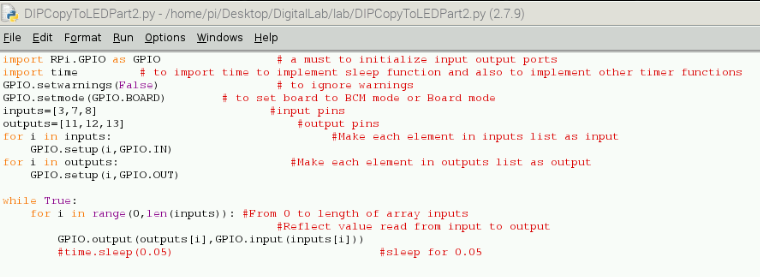 DIPCopyToLEDPart2.py - /home/pi/Desktop/DigitalLab/lab/DIPCopyToLEDPart2.py (2.7.9)
File Edit Format Run Options Windows Help
import RPi.GPIO as GPIO # a must to initialize input output ports
import time # to import time to implement sleep function and also to implement other timer functions
GPIO.setwarnings(False) # to ignore warnings
GPIO.setmode(GPIO.BOARD) # to set board to BCM mode or Board mode
inputs=[3,7,8] #input pins
outputs=[11,12,13] #output pins
for i in inputs: #Make each element in inputs list as input
    GPIO.setup(i,GPIO.IN)
for i in outputs: #Make each element in outputs list as output
    GPIO.setup(i,GPIO.OUT)
while True:
    for i in range(0,len(inputs)): #From 0 to length of array inputs
        #Reflect value read from input to output
        GPIO.output(outputs[i],GPIO.input(inputs[i]))
        #time.sleep(0.05) #sleep for 0.05